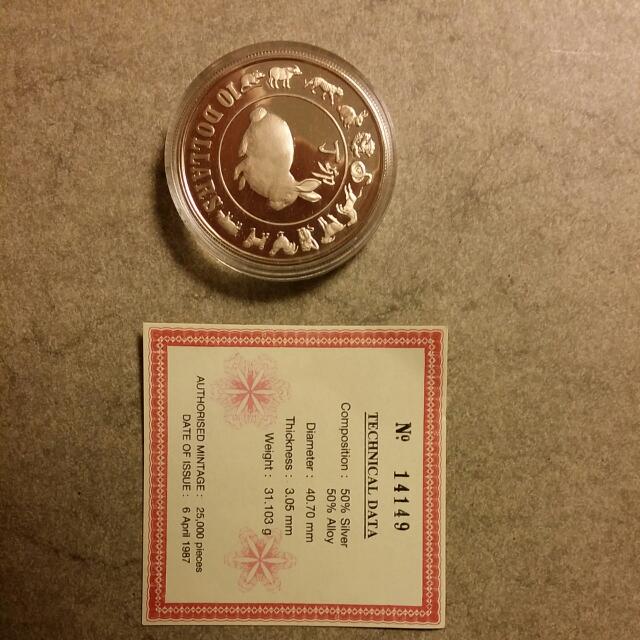 10 DOLLARS
丁卯
Nº 14149
TECHNICAL DATA
Composition : 50% Silver
50% Alloy
Diameter : 40.70 mm
Thickness : 3.05 mm
Weight : 31.103 g
AUTHORISED MINTAGE : 25,000 pieces
DATE OF ISSUE : 6 April 1987